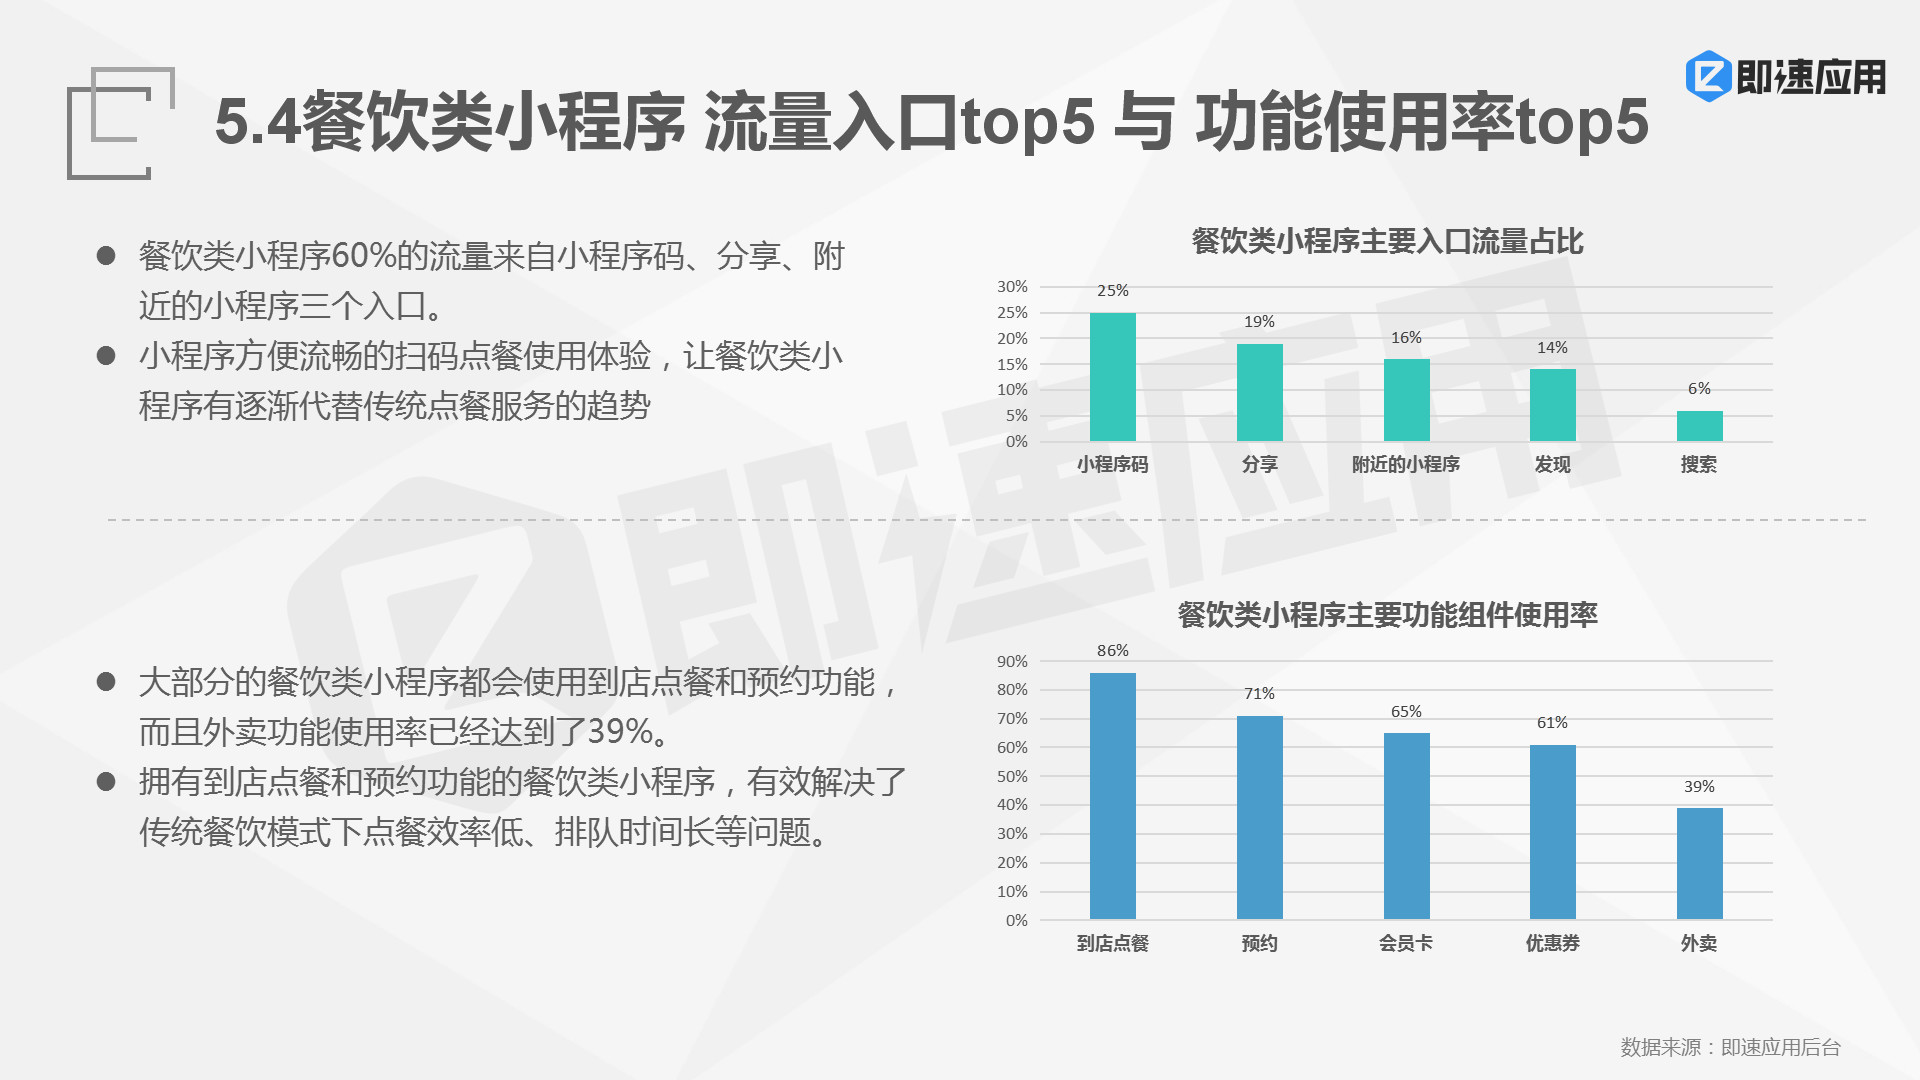 即速应用
5.4餐饮类小程序 流量入口top5 与 功能使用率top5
餐饮类小程序60%的流量来自小程序码、分享、附
近的小程序三个入口。
小程序方便流畅的扫码点餐使用体验，让餐饮类小
程序有逐渐代替传统点餐服务的趋势
餐饮类小程序主要入口流量占比
30%
25%
20%
15%
10%
5%
0%
25%
19%
16%
14%
6%
小程序码 分享 附近的小程序 发现 搜索
即速应用
大部分的餐饮类小程序都会使用到店点餐和预约功能，
而且外卖功能使用率已经达到了39%。
拥有到店点餐和预约功能的餐饮类小程序，有效解决了
传统餐饮模式下点餐效率低、排队时间长等问题。
餐饮类小程序主要功能组件使用率
90%
80%
70%
60%
50%
40%
30%
20%
10%
0%
86%
71%
65%
61%
39%
到店点餐 预约 会员卡 优惠券 外卖
数据来源：即速应用后台